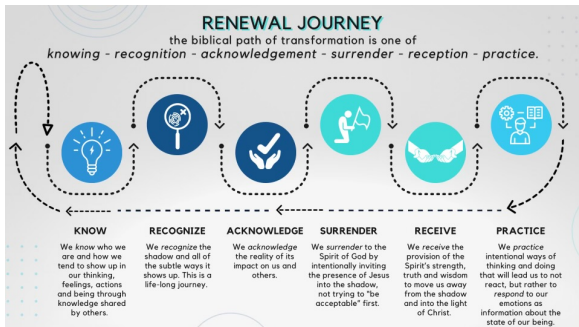 RENEWAL JOURNEY
the biblical path of transformation is one of
knowing - recognition - acknowledgement - surrender - reception - practice.
KNOW
We know who we
are and how we
tend to show up in
our thinking,
feelings, actions
and being through
knowledge shared
by others.
RECOGNIZE
We recognize the
shadow and all of
the subtle ways it
shows up. This is a
life-long journey.
ACKNOWLEDGE
We acknowledge
the reality of its
impact on us and
others.
SURRENDER
We surrender to the
Spirit of God by
intentionally inviting
the presence of Jesus
into the shadow,
not trying to "be
acceptable" first.
RECEIVE
We receive the
provision of the
Spirit's strength,
truth and wisdom
to move us away
from the shadow
and into the light
of Christ.
PRACTICE
We practice
intentional ways of
thinking and doing
that will lead us to not
react, but rather to
respond to our
emotions as
information about the
state of our being.